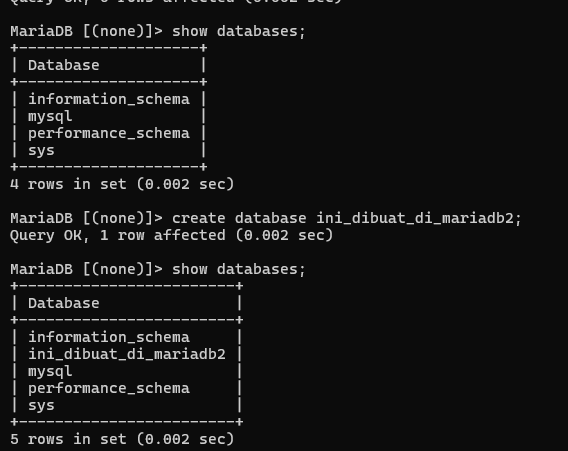 Query OK, 0 rows affected (0.002 sec)

MariaDB [(none)]> show databases;
+--------------------+
| Database           |
+--------------------+
| information_schema |
| mysql              |
| performance_schema |
| sys                |
+--------------------+
4 rows in set (0.002 sec)

MariaDB [(none)]> create database ini_dibuat_di_mariadb2;
Query OK, 1 row affected (0.002 sec)

MariaDB [(none)]> show databases;
+------------------------+
| Database               |
+------------------------+
| information_schema     |
| ini_dibuat_di_mariadb2 |
| mysql                  |
| performance_schema     |
| sys                    |
+------------------------+
5 rows in set (0.002 sec)